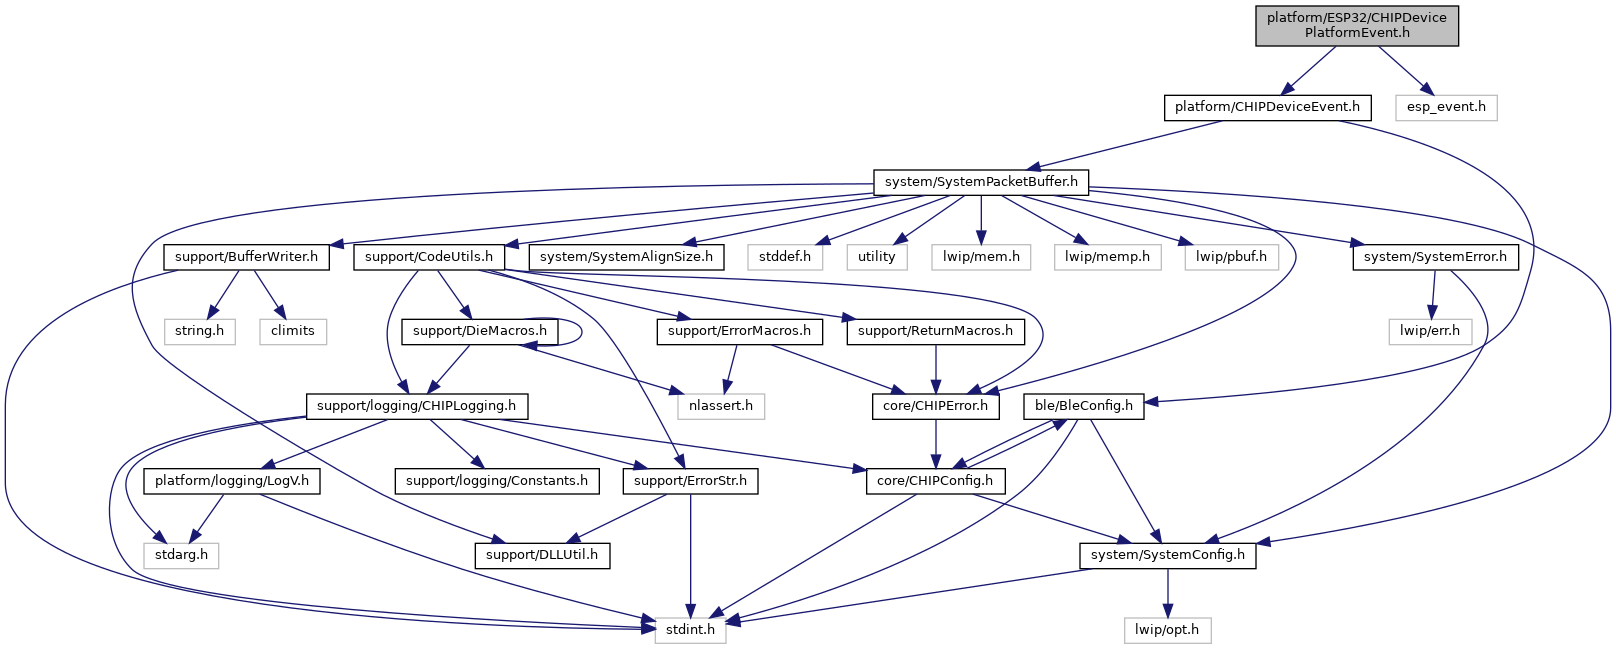 platform/ESP32/CHIPDevice
PlatformEvent.h
platform/CHIPDeviceEvent.h
esp_event.h
system/SystemPacketBuffer.h
support/BufferWriter.h
support/CodeUtils.h
system/SystemAlignSize.h
stddef.h
utility
lwip/mem.h
lwip/memp.h
lwip/pbuf.h
system/SystemError.h
string.h
climits
support/DieMacros.h
support/ErrorMacros.h
support/ReturnMacros.h
lwip/err.h
support/logging/CHIPLogging.h
nlassert.h
core/CHIPError.h
ble/BleConfig.h
platform/logging/LogV.h
support/logging/Constants.h
support/ErrorStr.h
core/CHIPConfig.h
stdarg.h
support/DLLUtil.h
system/SystemConfig.h
stdint.h
lwip/opt.h